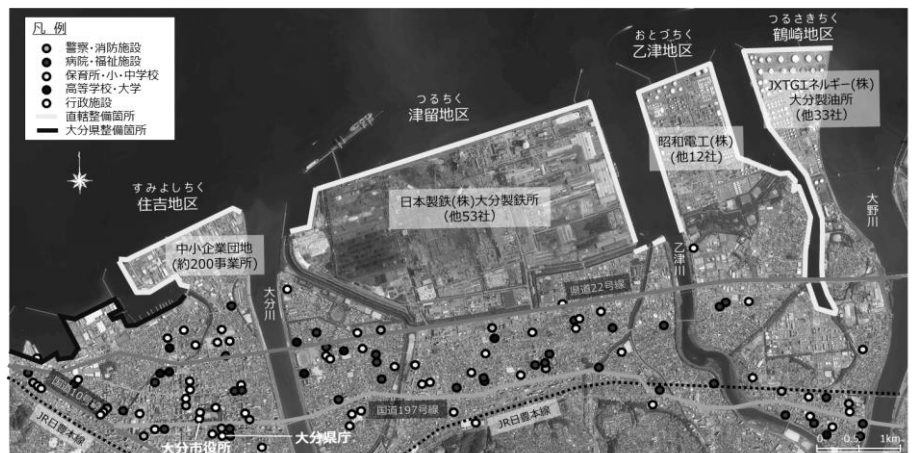 凡 例
警察・消防施設
病院・福祉施設
保育所・小・中学校
高等学校・大学
行政施設
直轄整備箇所
大分県整備箇所
すみよしちく
住吉地区
中小企業団地
(約200事業所)
つるちく
津留地区
日本製鉄(株)大分製鉄所
(他53社)
おとづちく
乙津地区
昭和電工(株)
(他12社)
つるさきちく
鶴崎地区
JXTGエネルギー(株)
大分製油所
(他33社)
大分川
乙津川
大野川
県道22号線
国道10号線
国道197号線
JR日豊本線
JR日豊本線
大分市役所
大分県庁
0 0.5 1km